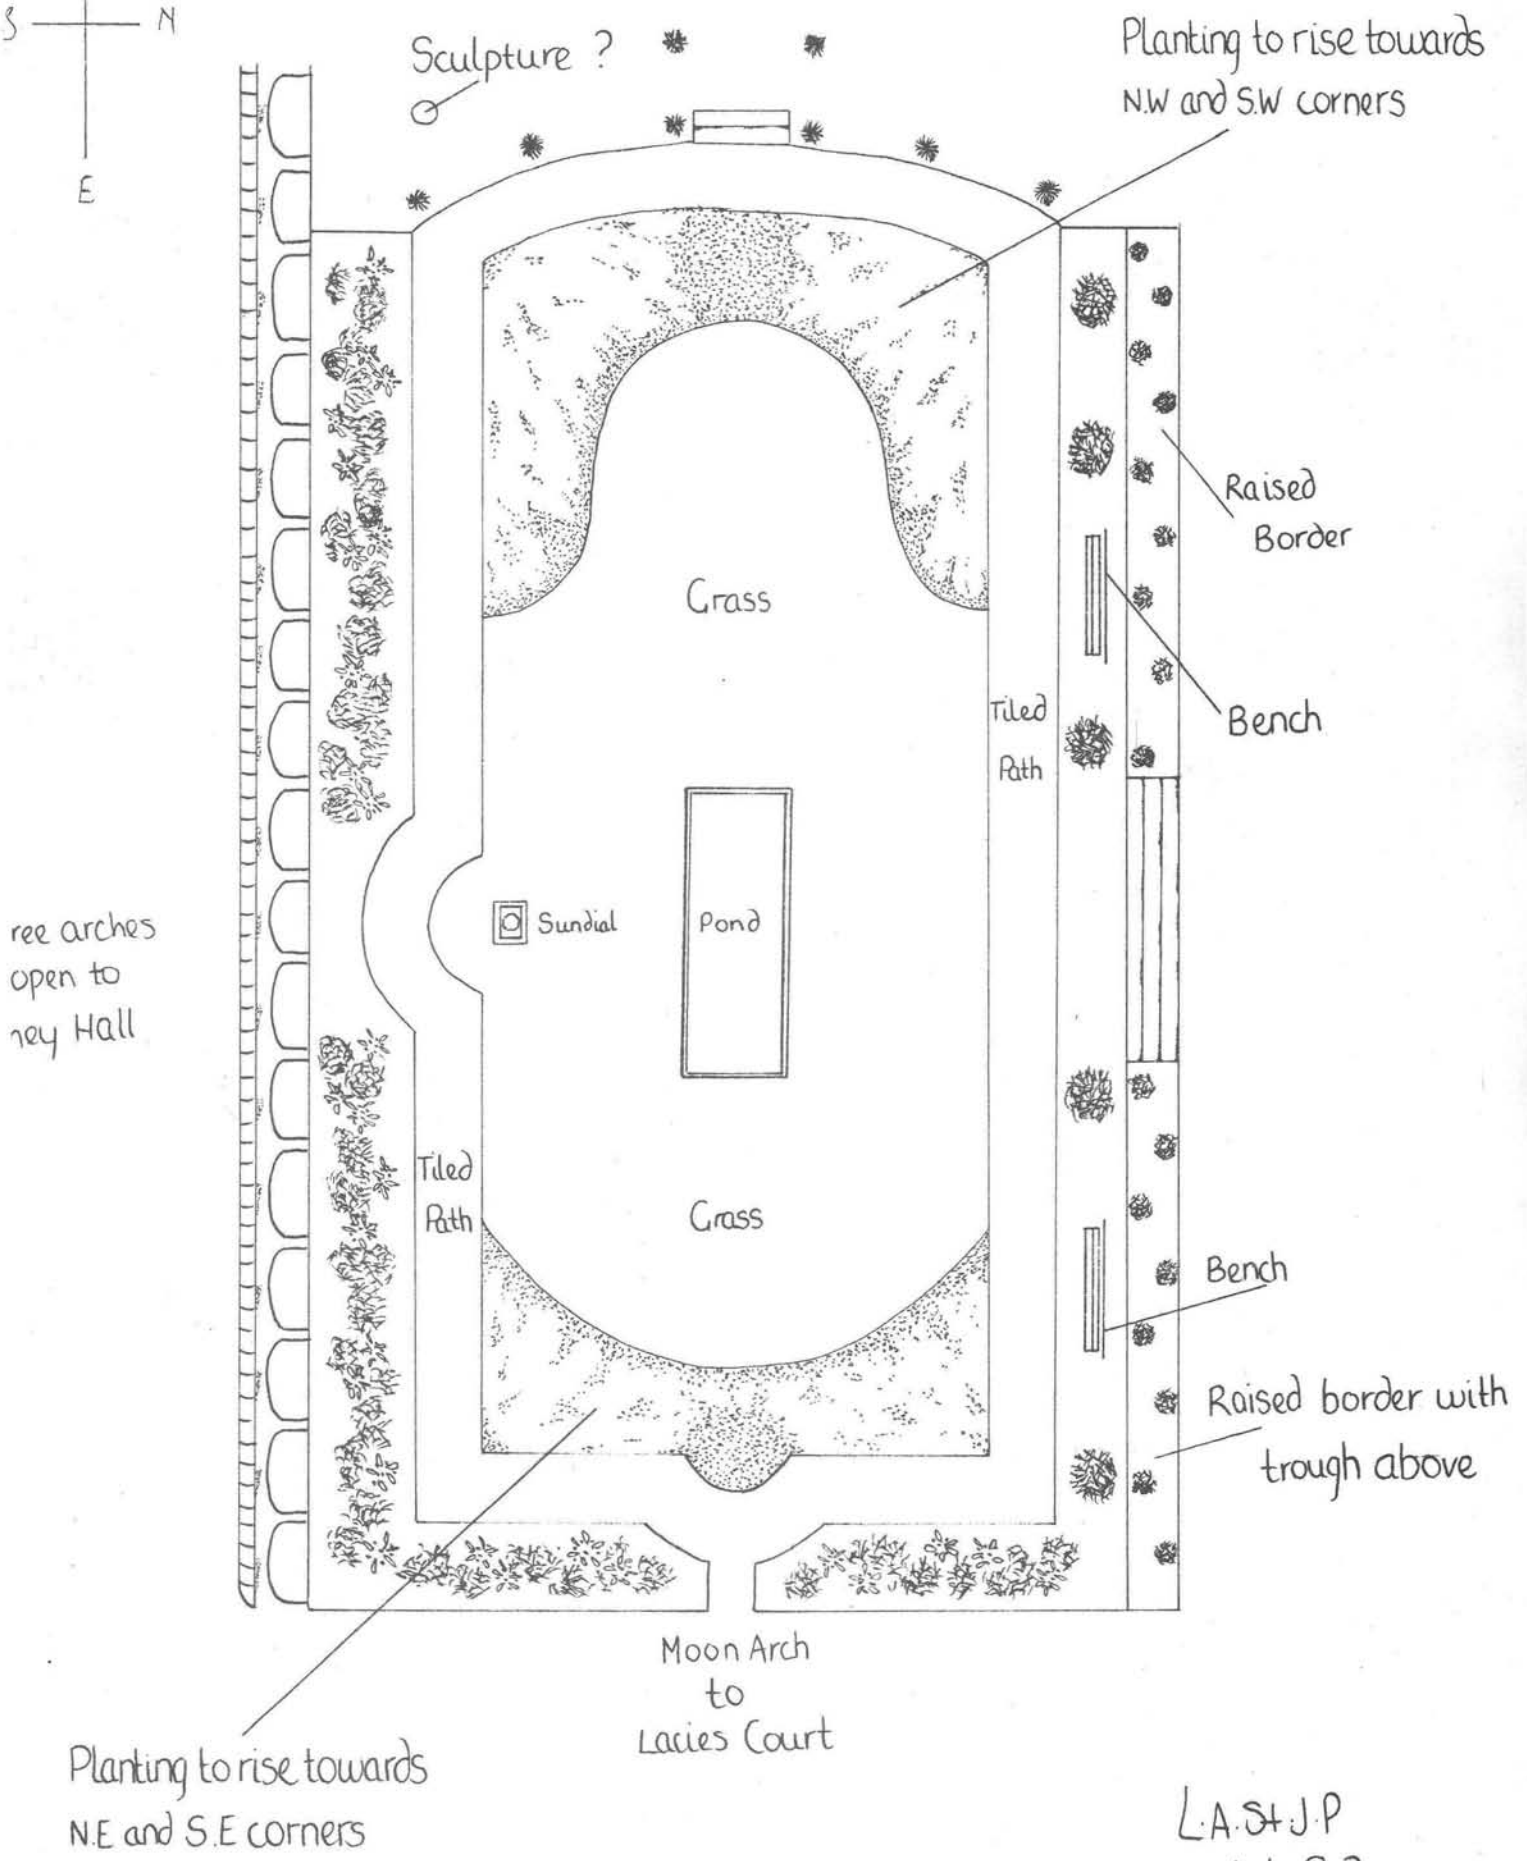 S
N
E
Sculpture ?
Planting to rise towards
N.W and S.W corners
Raised
Border
Grass
Tiled
Path
Bench
Sundial
Pond
ree arches
open to
ney Hall
Tiled
Path
Grass
Bench
Raised border with
trough above
Moon Arch
to
Lacies Court
Planting to rise towards
N.E and S.E corners
L.A.St.J.P